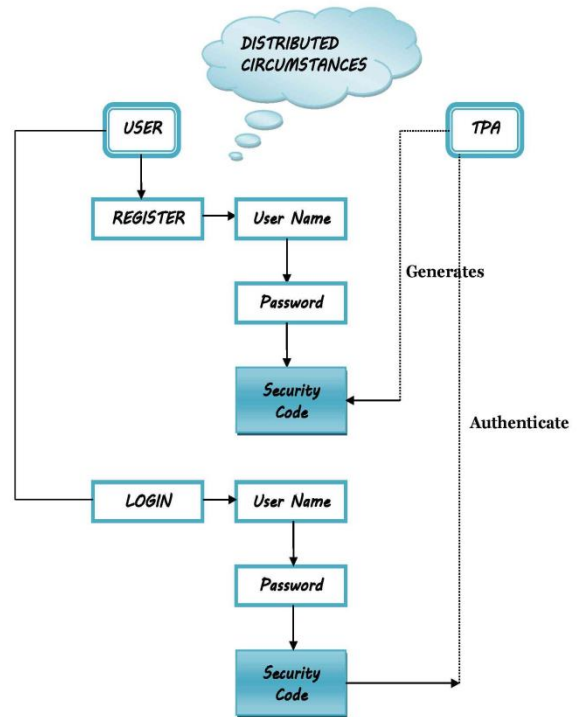 DISTRIBUTED
CIRCUMSTANCES
USER
TPA
REGISTER
User Name
Generates
Password
Security
Code
Authenticate
LOGIN
User Name
Password
Security
Code